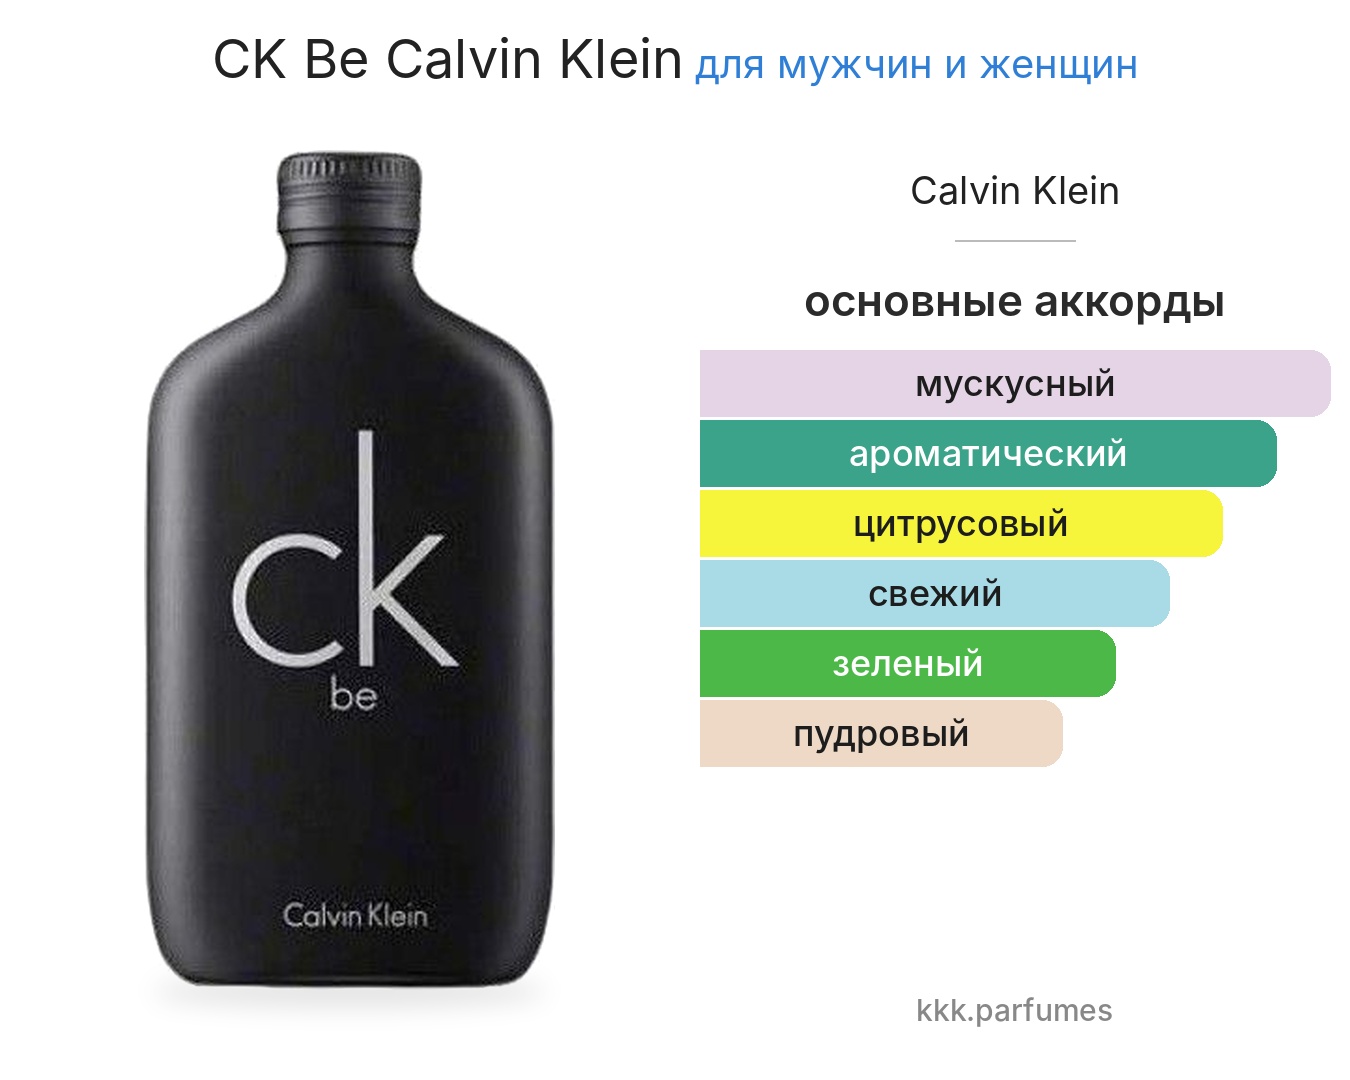 CK Be Calvin Klein для мужчин и женщин
Calvin Klein
основные аккорды
мускусный
ароматический
цитрусовый
свежий
зеленый
пудровый
ck
be
Calvin Klein
kkk.parfumes